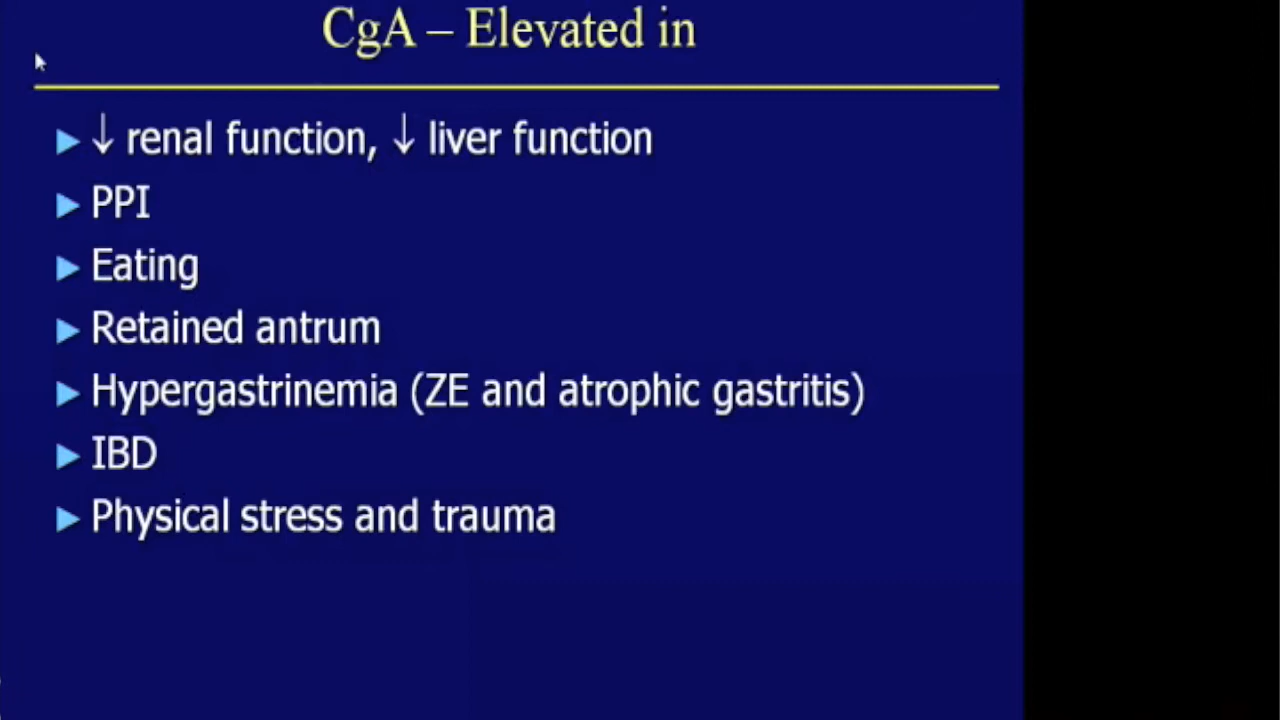 CgA – Elevated in
↓ renal function, ↓ liver function
PPI
Eating
Retained antrum
Hypergastrinemia (ZE and atrophic gastritis)
IBD
Physical stress and trauma